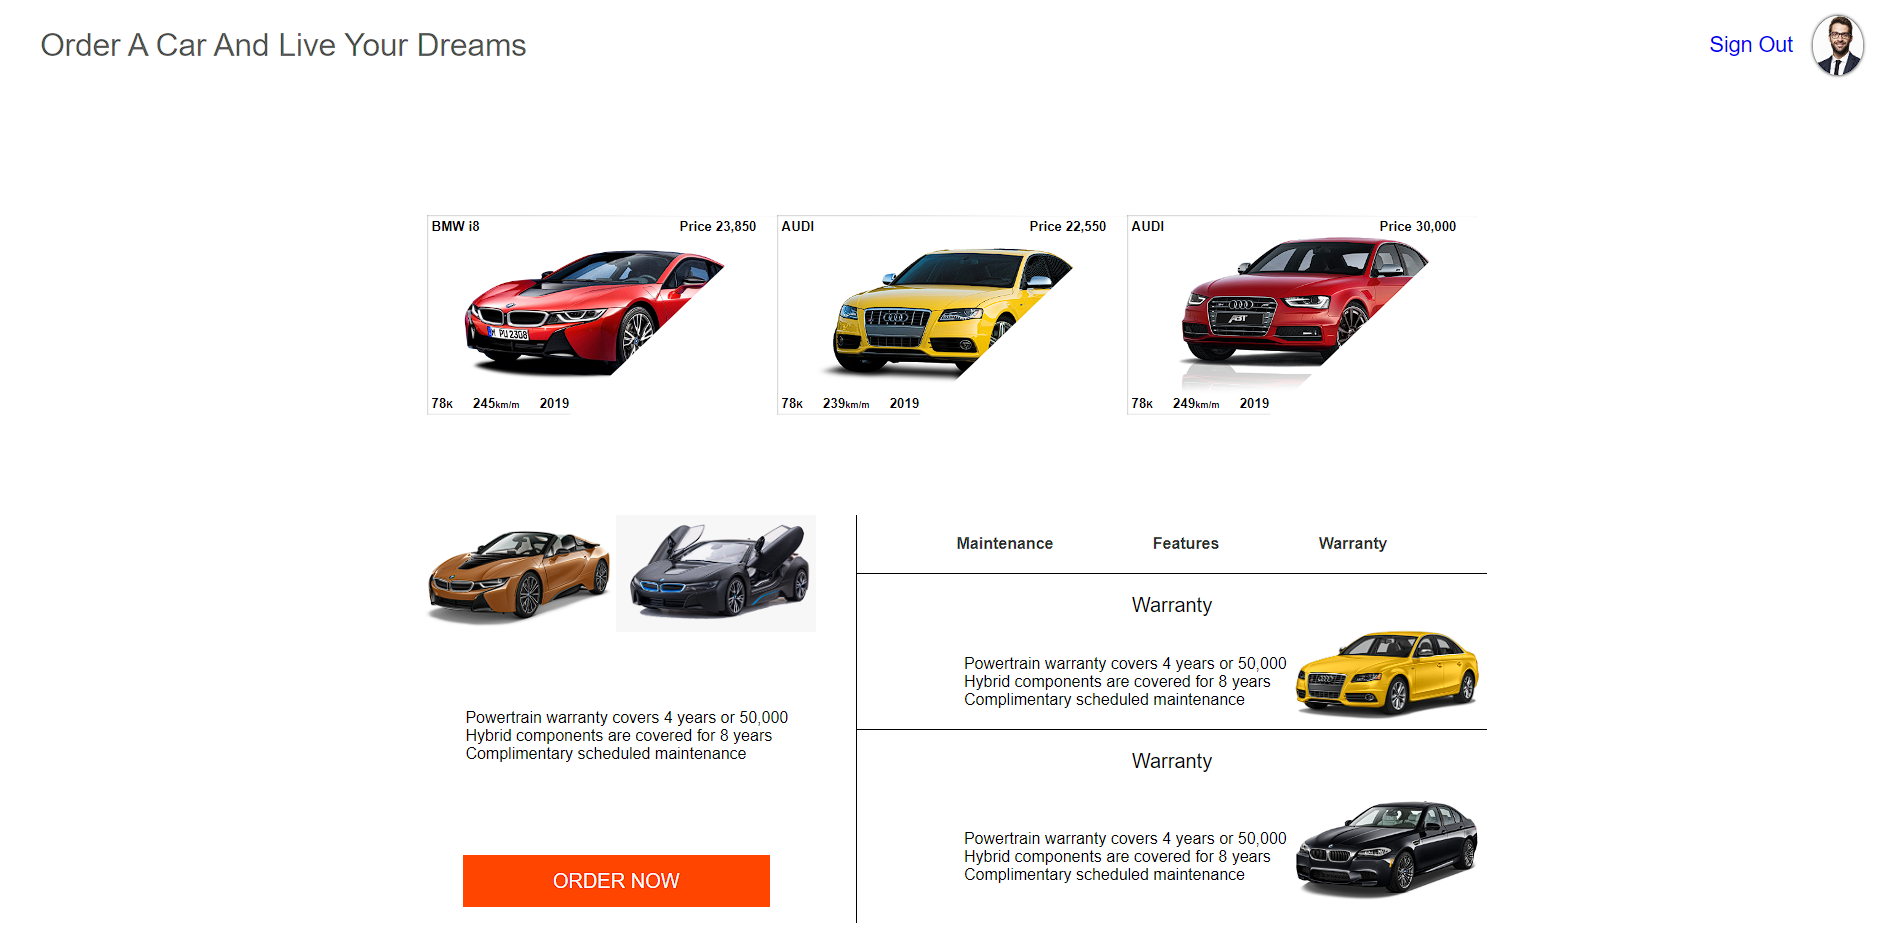 Order A Car And Live Your Dreams
Sign Out
BMW i8
Price 23,850
PU 2308
78K 245km/m 2019
AUDI
Price 22,550
78K 239km/m 2019
AUDI
Price 30,000
ABT
78K 249km/m 2019
Powertrain warranty covers 4 years or 50,000
Hybrid components are covered for 8 years
Complimentary scheduled maintenance
ORDER NOW
Maintenance Features Warranty
Warranty
Powertrain warranty covers 4 years or 50,000
Hybrid components are covered for 8 years
Complimentary scheduled maintenance
Warranty
Powertrain warranty covers 4 years or 50,000
Hybrid components are covered for 8 years
Complimentary scheduled maintenance